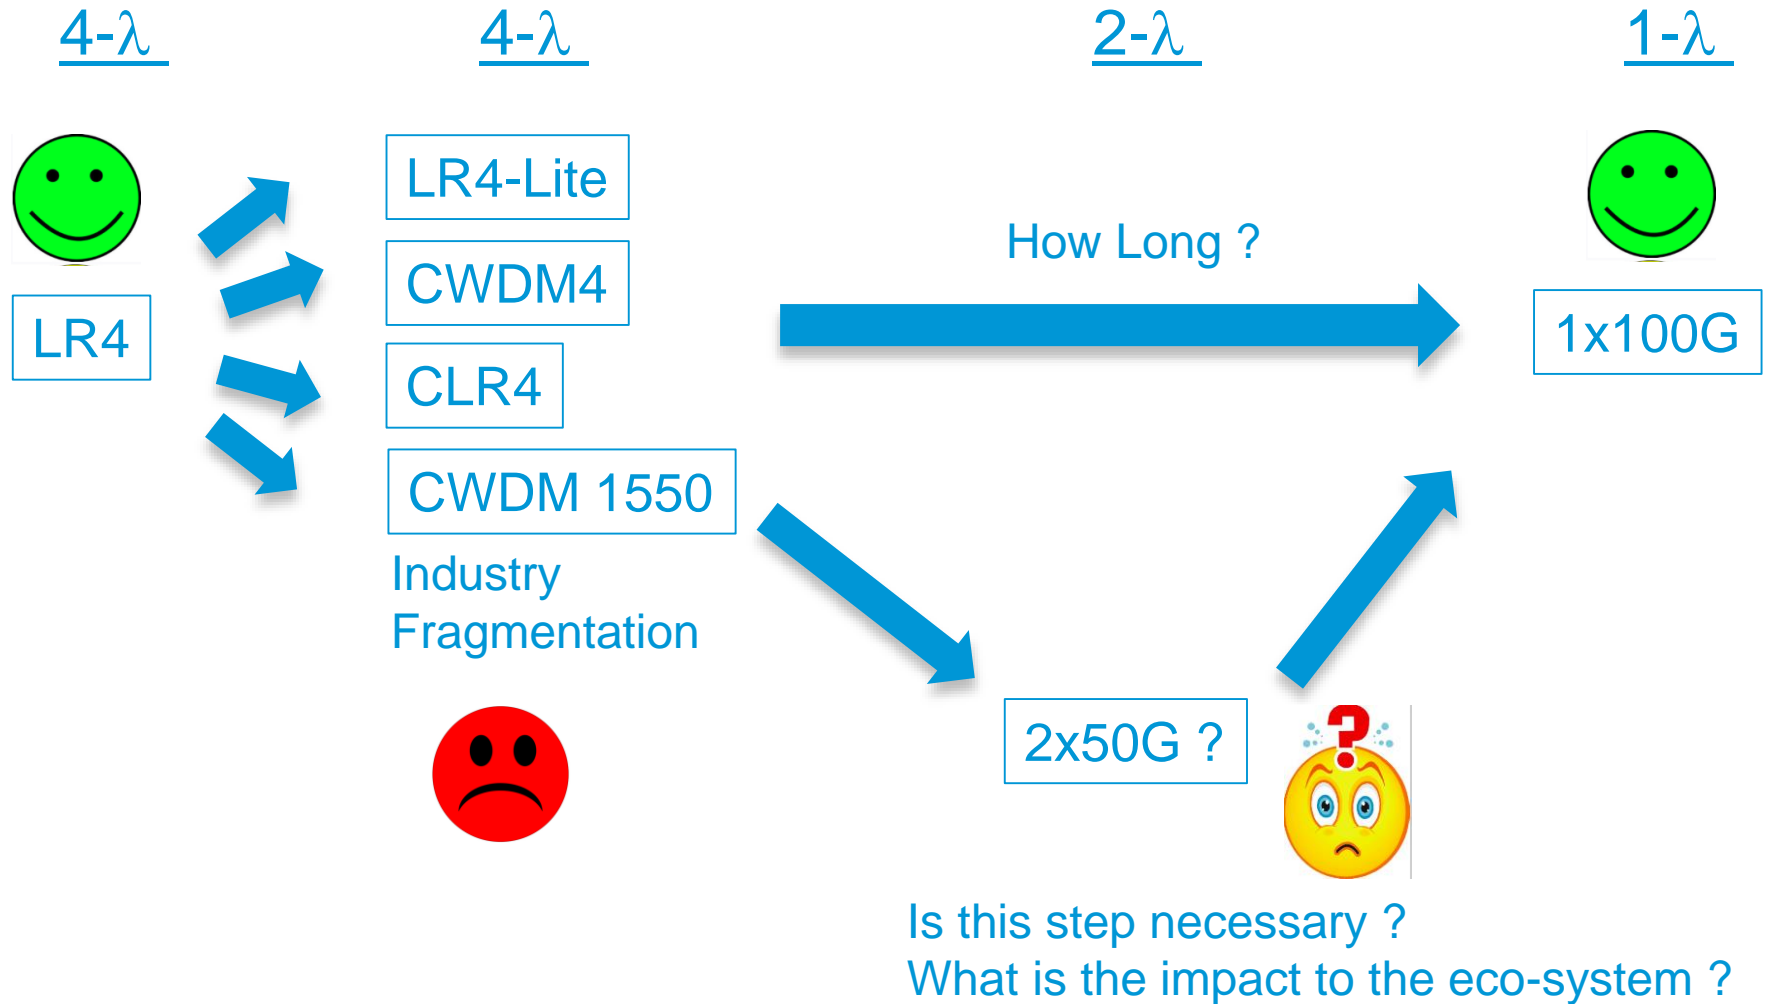 4-λ
4-λ
2-λ
1-λ
LR4
LR4-Lite
CWDM4
CLR4
CWDM 1550
Industry
Fragmentation
How Long ?
1x100G
2x50G ?
?
Is this step necessary ?
What is the impact to the eco-system ?